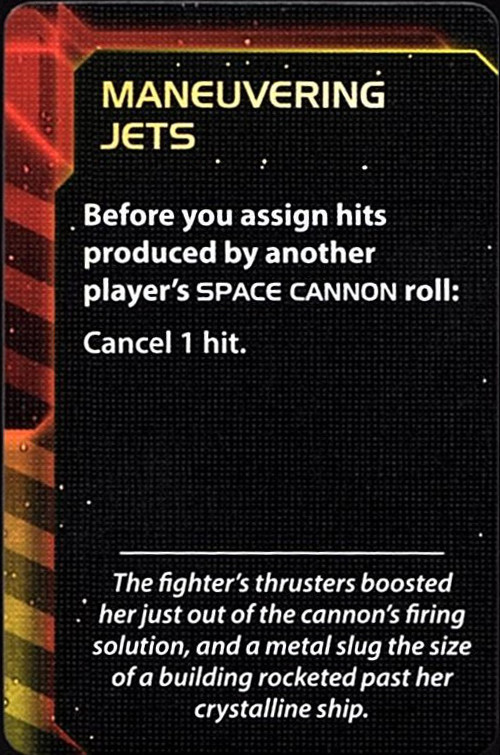 MANEUVERING
JETS
Before you assign hits
produced by another
player's SPACE CANNON roll:
Cancel 1 hit.
The fighter's thrusters boosted
her just out of the cannon's firing
solution, and a metal slug the size
of a building rocketed past her
crystalline ship.